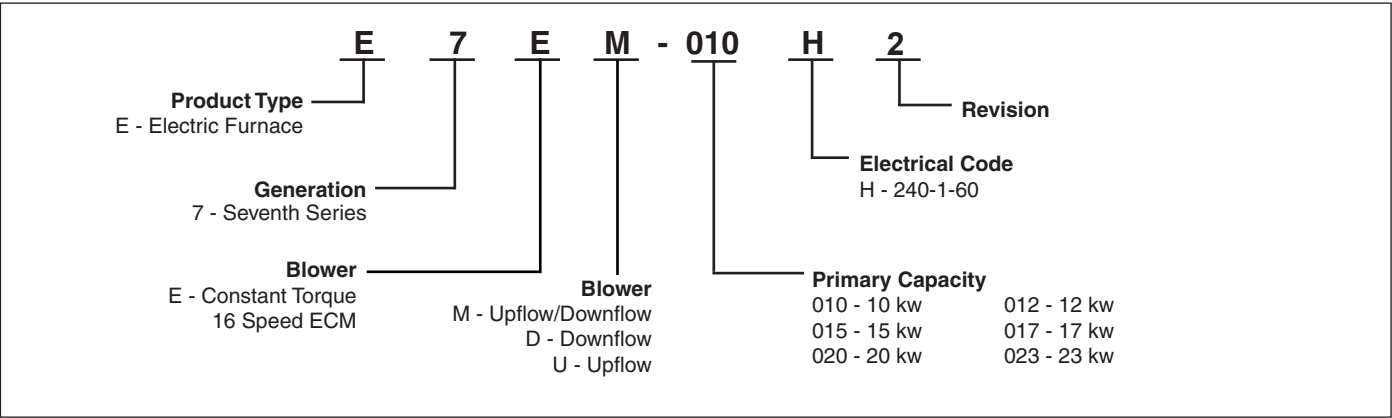 E 7 E M - 010 H 2
Product Type
E - Electric Furnace
Generation
7 - Seventh Series
Blower
E - Constant Torque
16 Speed ECM
Blower
M - Upflow/Downflow
D - Downflow
U - Upflow
Primary Capacity
010 - 10 kw 012 - 12 kw
015 - 15 kw 017 - 17 kw
020 - 20 kw 023 - 23 kw
Electrical Code
H - 240-1-60
Revision